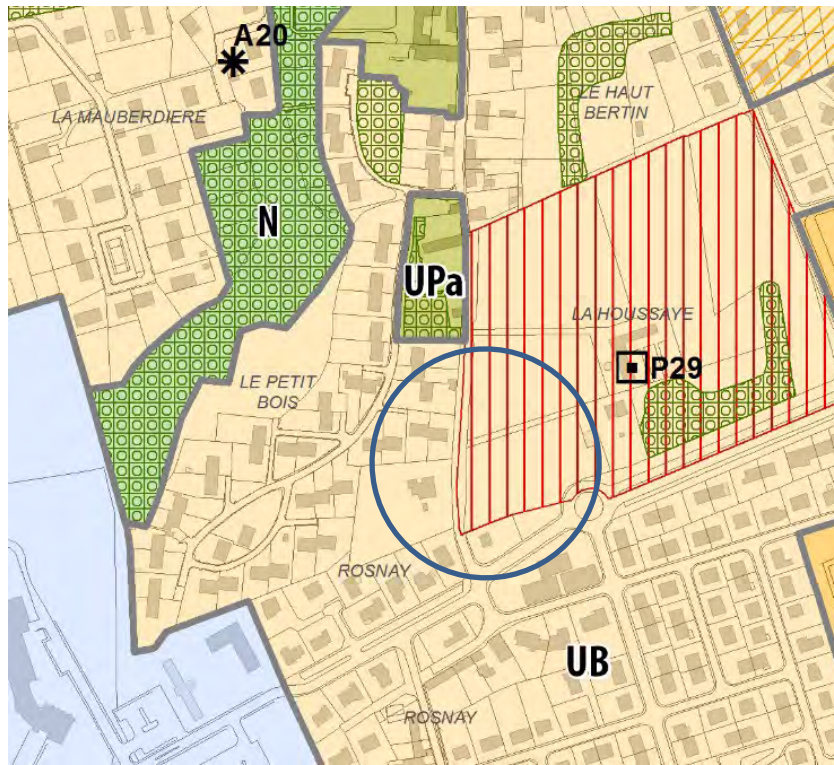 A20
LA MAUBERDIERE
LE HAUT
BERTIN
N
UPa
LA HOUSSAYE
P29
LE PETIT
BOIS
ROSNAY
UB
ROSNAY